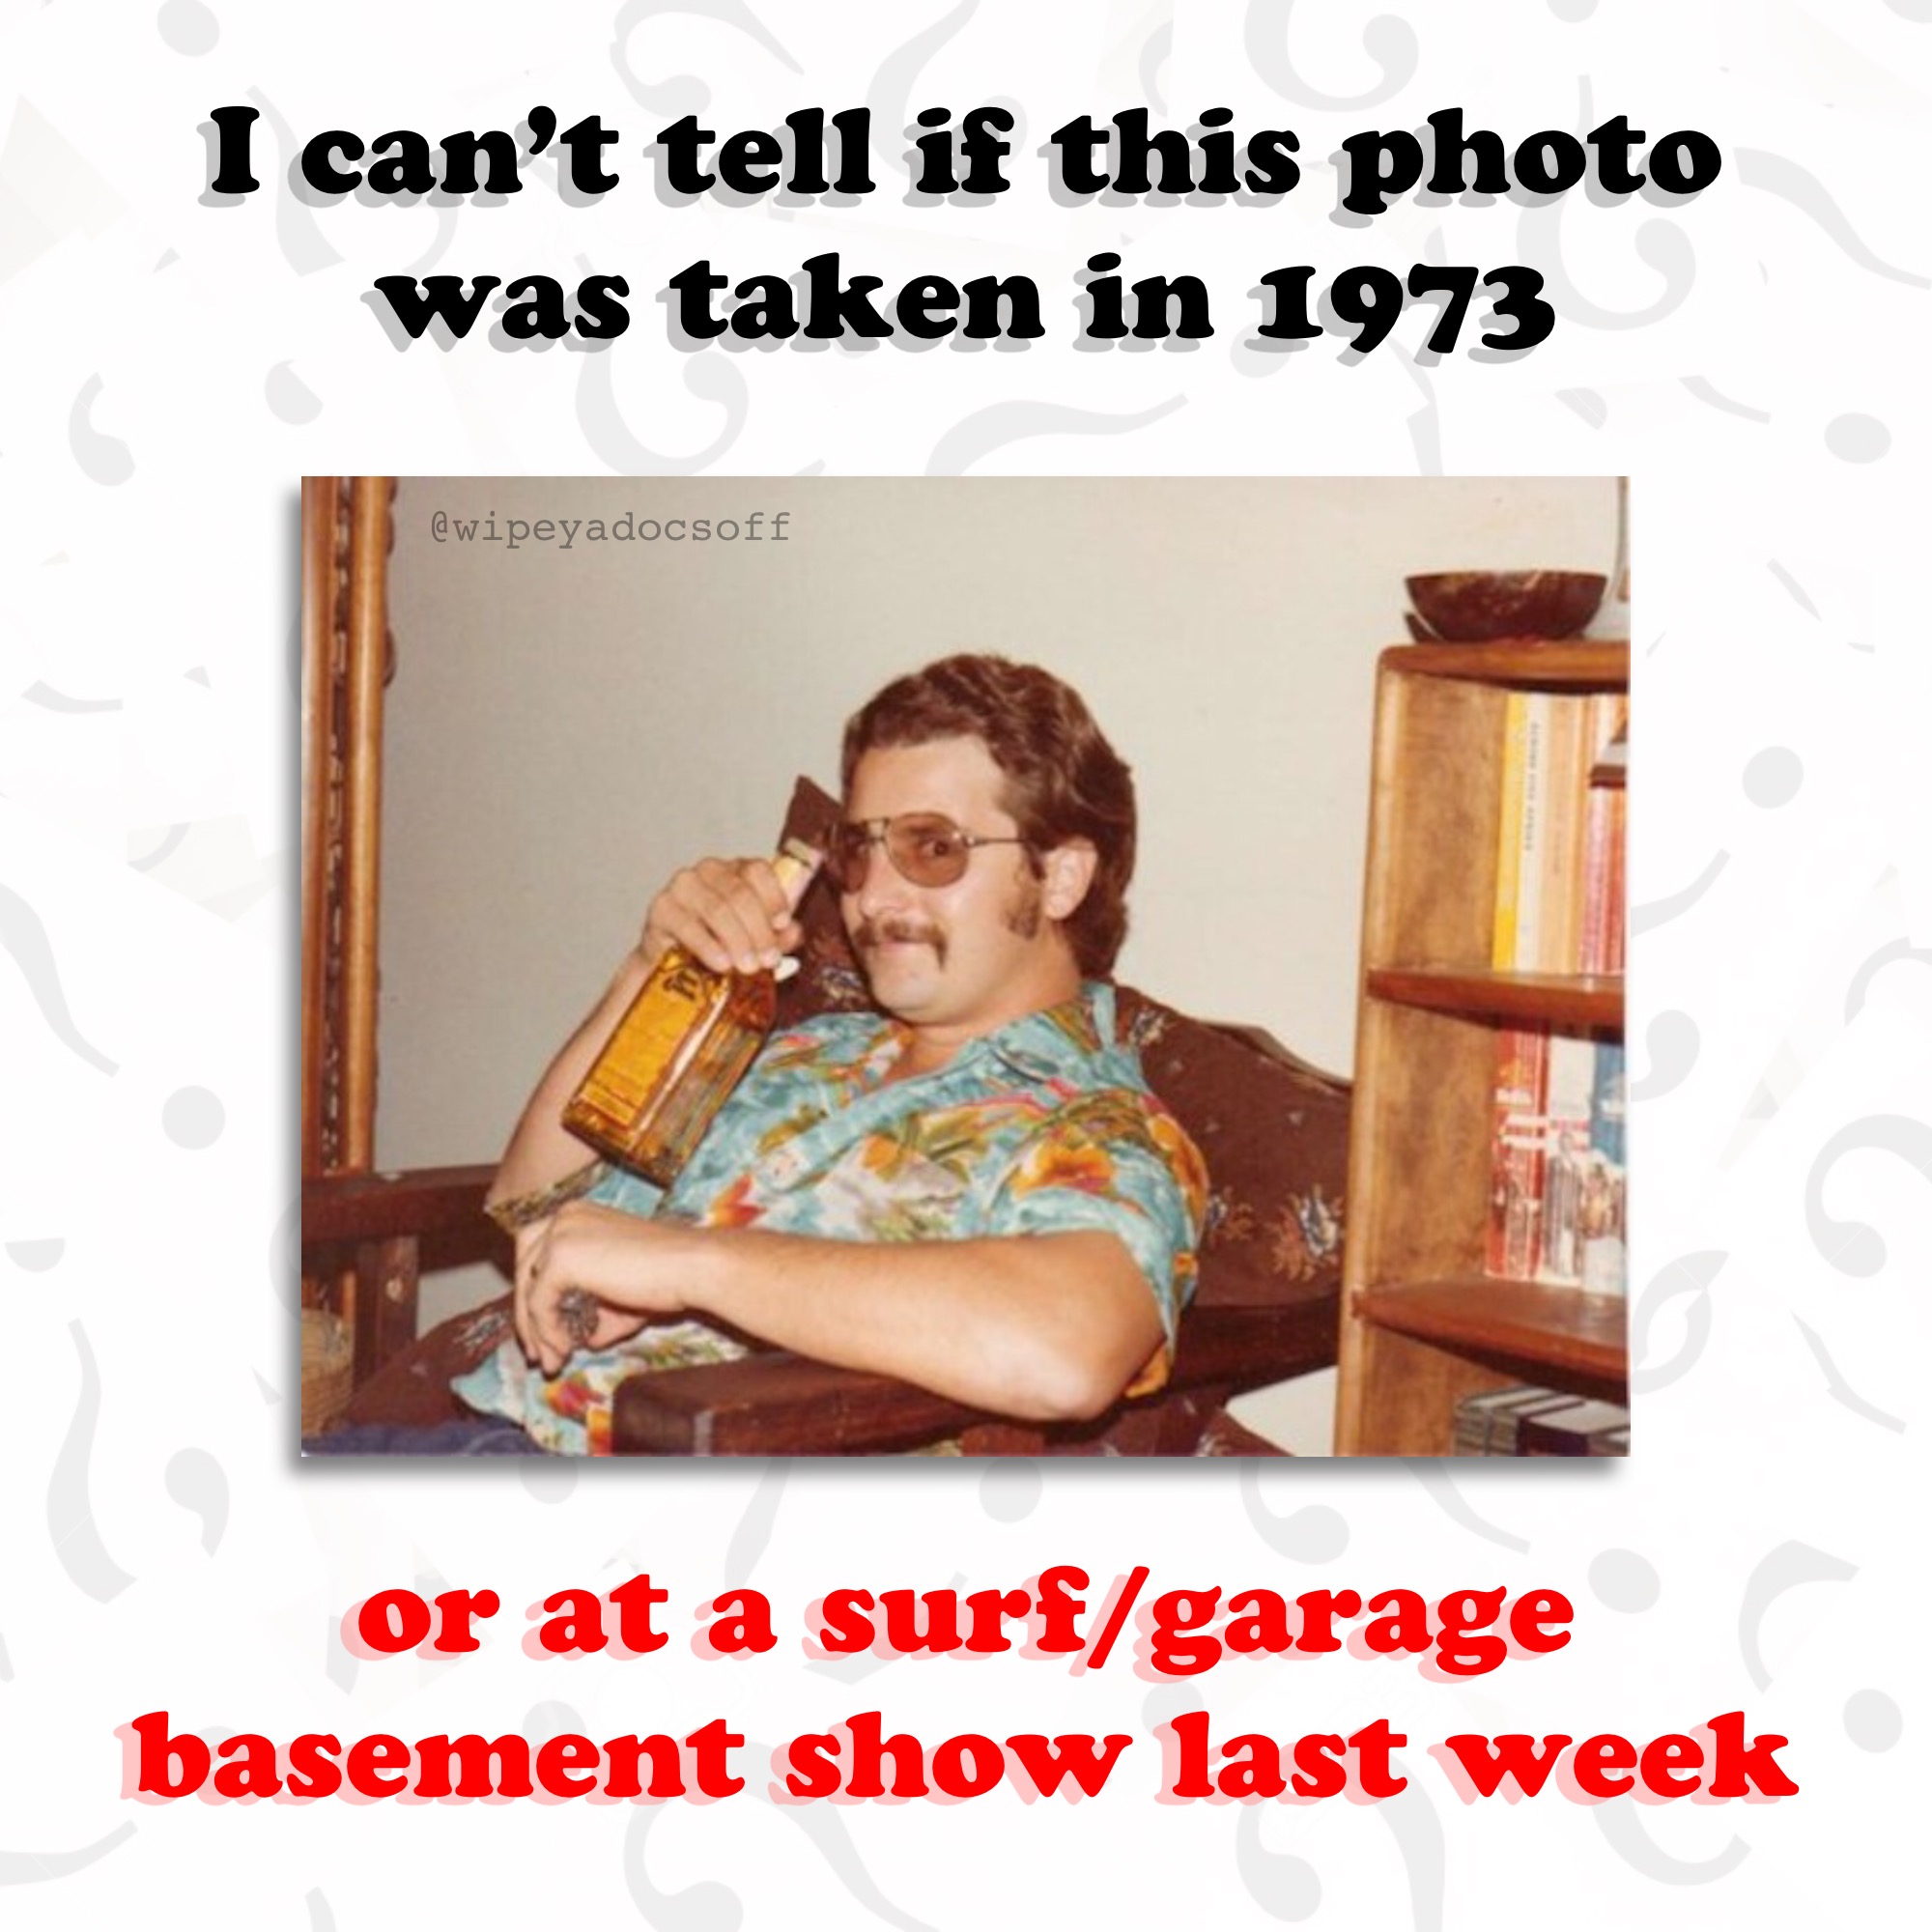 I can’t tell if this photo
was taken in 1973
@wipeyadocsoff
or at a surf/garage
basement show last week